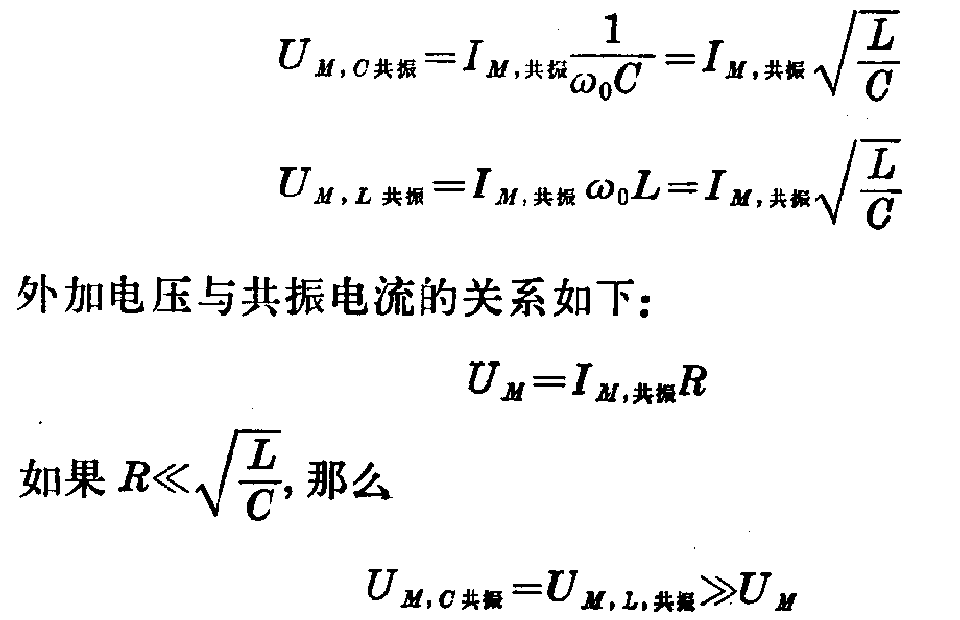 U_{M,C共振}=I_{M,共振}\frac{1}{ω_0C}=I_{M,共振}\sqrt{\frac{L}{C}}
U_{M,L共振}=I_{M,共振}ω_0L=I_{M,共振}\sqrt{\frac{L}{C}}
外加电压与共振电流的关系如下：
U_M=I_{M,共振}R
如果 R≪\sqrt{\frac{L}{C}}, 那么
U_{M,C共振}=U_{M,L,共振}≫U_M